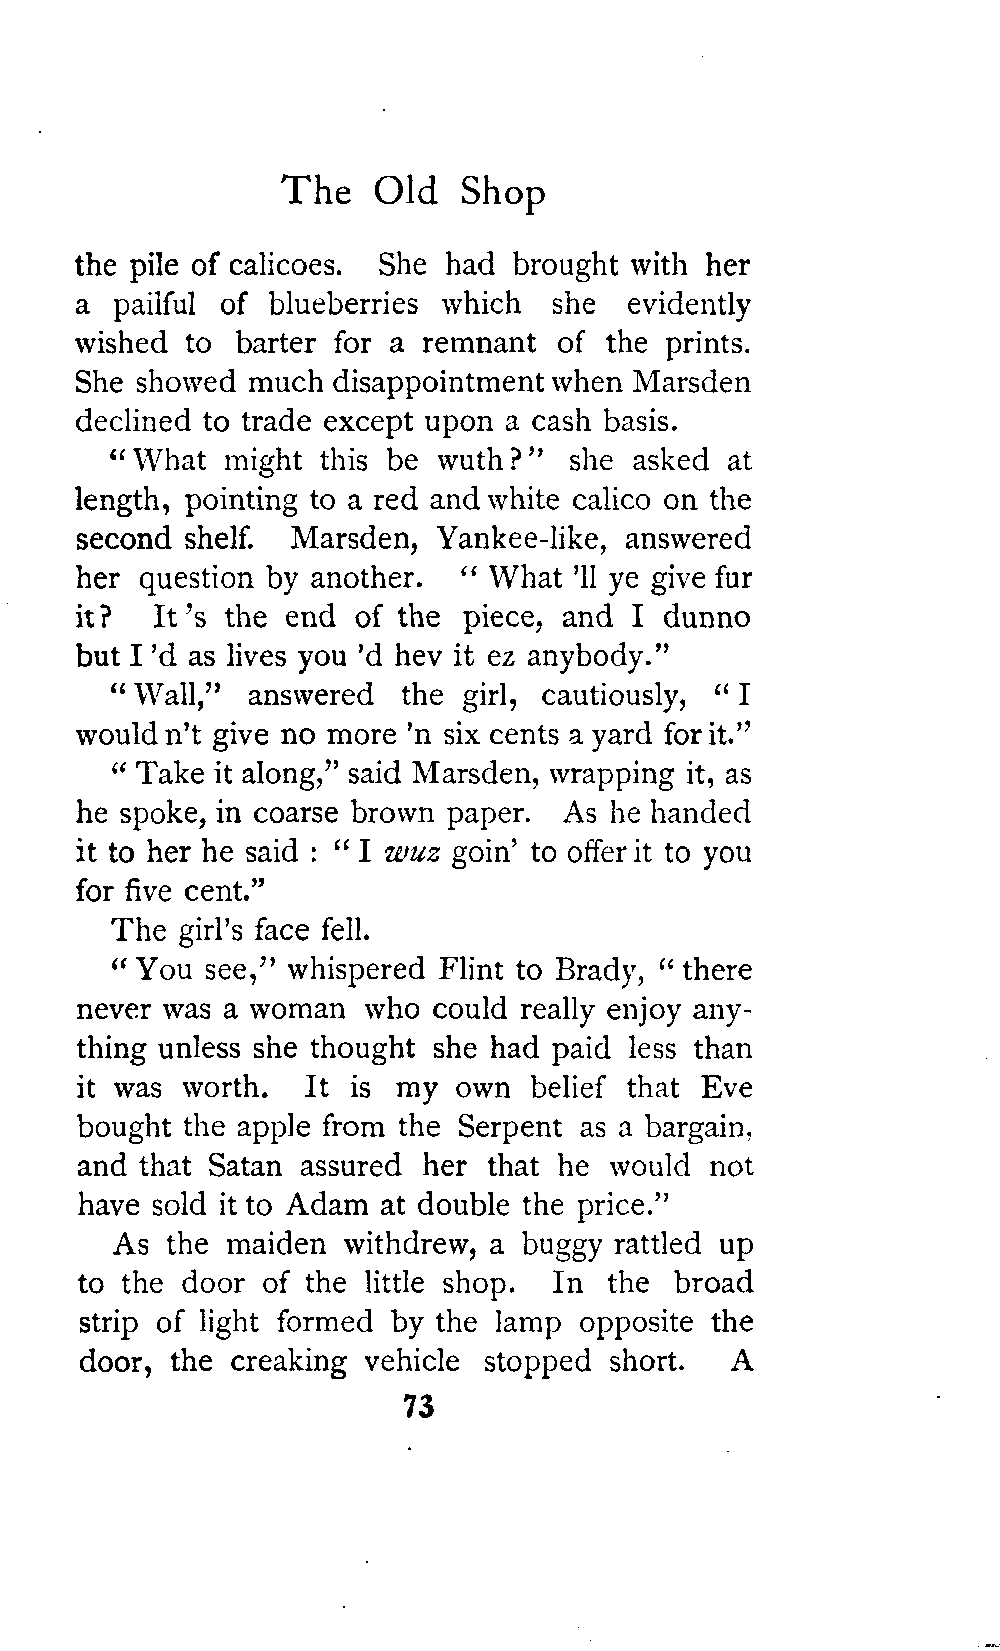 The Old Shop
the pile of calicoes. She had brought with her
a pailful of blueberries which she evidently
wished to barter for a remnant of the prints.
She showed much disappointment when Marsden
declined to trade except upon a cash basis.
“What might this be wuth?” she asked at
length, pointing to a red and white calico on the
second shelf. Marsden, Yankee-like, answered
her question by another. “What 'll ye give fur
it? It 's the end of the piece, and I dunno
but I 'd as lives you 'd hev it ez anybody.”
“Wall,” answered the girl, cautiously, “I
would n't give no more 'n six cents a yard for it.”
“Take it along,” said Marsden, wrapping it, as
he spoke, in coarse brown paper. As he handed
it to her he said : “I wuz goin' to offer it to you
for five cent.”
The girl's face fell.
“You see,” whispered Flint to Brady, “there
never was a woman who could really enjoy any-
thing unless she thought she had paid less than
it was worth. It is my own belief that Eve
bought the apple from the Serpent as a bargain,
and that Satan assured her that he would not
have sold it to Adam at double the price.”
As the maiden withdrew, a buggy rattled up
to the door of the little shop. In the broad
strip of light formed by the lamp opposite the
door, the creaking vehicle stopped short. A
73